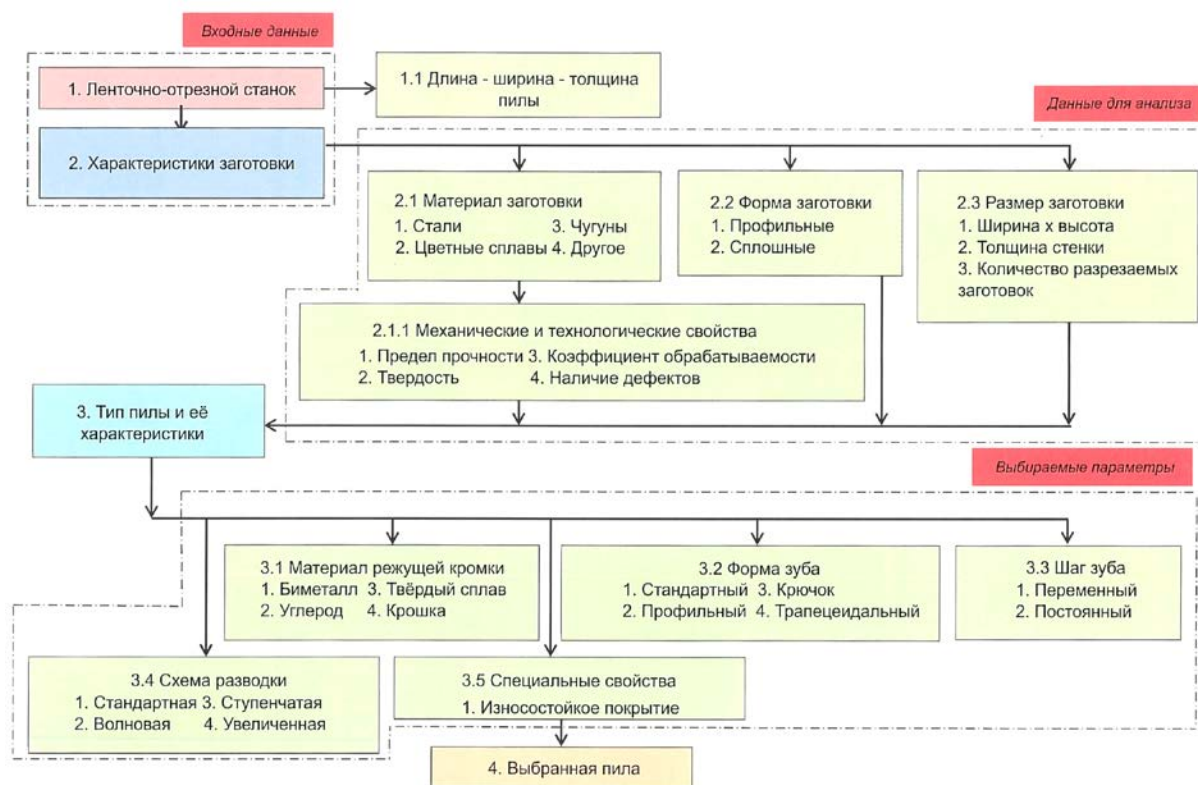 Входные данные
1. Ленточно-отрезной станок
1.1 Длина - ширина - толщина
пилы
Данные для анализа
2. Характеристики заготовки
2.1 Материал заготовки
1. Стали 3. Чугуны
2. Цветные сплавы 4. Другое
2.2 Форма заготовки
1. Профильные
2. Сплошные
2.3 Размер заготовки
1. Ширина х высота
2. Толщина стенки
3. Количество разрезаемых
заготовок
2.1.1 Механические и технологические свойства
1. Предел прочности 3. Коэффициент обрабатываемости
2. Твердость 4. Наличие дефектов
3. Тип пилы и её
характеристики
Выбираемые параметры
3.1 Материал режущей кромки
1. Биметалл 3. Твёрдый сплав
2. Углерод 4. Крошка
3.2 Форма зуба
1. Стандартный 3. Крючок
2. Профильный 4. Трапецеидальный
3.3 Шаг зуба
1. Переменный
2. Постоянный
3.4 Схема разводки
1. Стандартная 3. Ступенчатая
2. Волновая 4. Увеличенная
3.5 Специальные свойства
1. Износостойкое покрытие
4. Выбранная пила